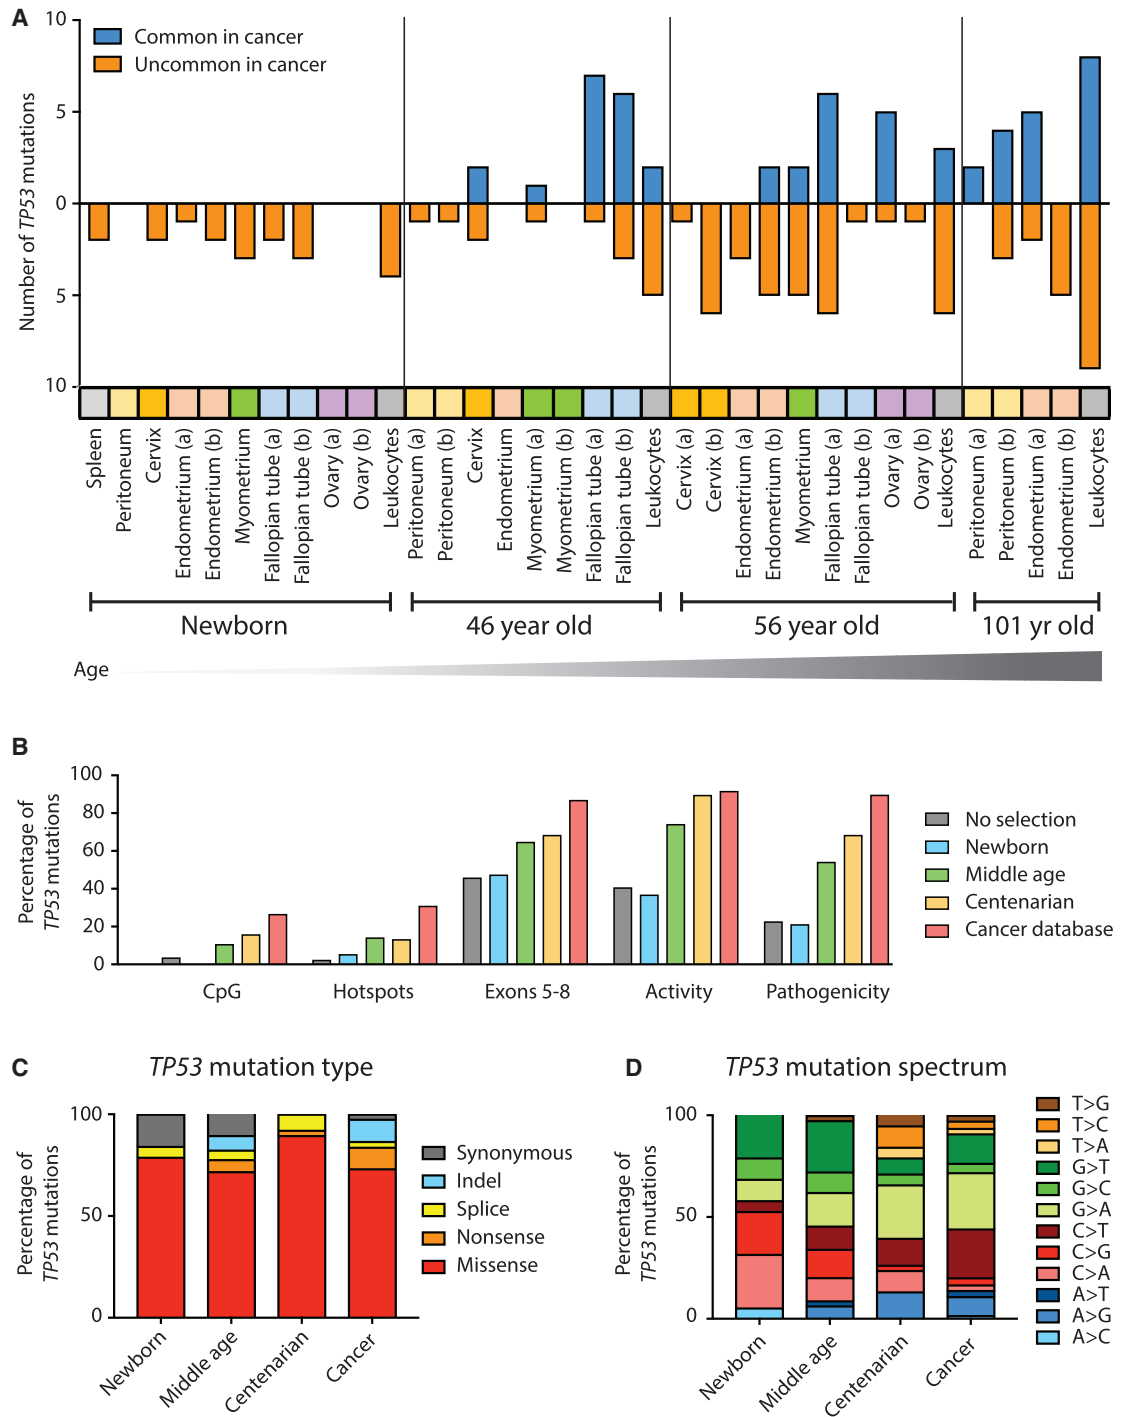 A
10
5
0
5
10
Number of TP53 mutations
Common in cancer
Uncommon in cancer
Spleen
Peritoneum
Cervix
Endometrium (a)
Endometrium (b)
Myometrium
Fallopian tube (a)
Fallopian tube (b)
Ovary (a)
Ovary (b)
Leukocytes
Peritoneum (a)
Peritoneum (b)
Cervix
Endometrium
Myometrium (a)
Myometrium (b)
Fallopian tube (a)
Fallopian tube (b)
Leukocytes
Cervix (a)
Cervix (b)
Endometrium (a)
Endometrium (b)
Myometrium
Fallopian tube (a)
Fallopian tube (b)
Ovary (a)
Ovary (b)
Leukocytes
Peritoneum (a)
Peritoneum (b)
Endometrium (a)
Endometrium (b)
Leukocytes
Newborn
46 year old
56 year old
101 yr old
Age
B
Percentage of
TP53 mutations
100
80
60
40
20
0
CpG
Hotspots
Exons 5-8
Activity
Pathogenicity
No selection
Newborn
Middle age
Centenarian
Cancer database
C
TP53 mutation type
Percentage of
TP53 mutations
100
50
0
Newborn
Middle age
Centenarian
Cancer
Synonymous
Indel
Splice
Nonsense
Missense
D
TP53 mutation spectrum
Percentage of
TP53 mutations
100
50
0
Newborn
Middle age
Centenarian
Cancer
T>G
T>C
T>A
G>T
G>C
G>A
C>T
C>G
C>A
A>T
A>G
A>C